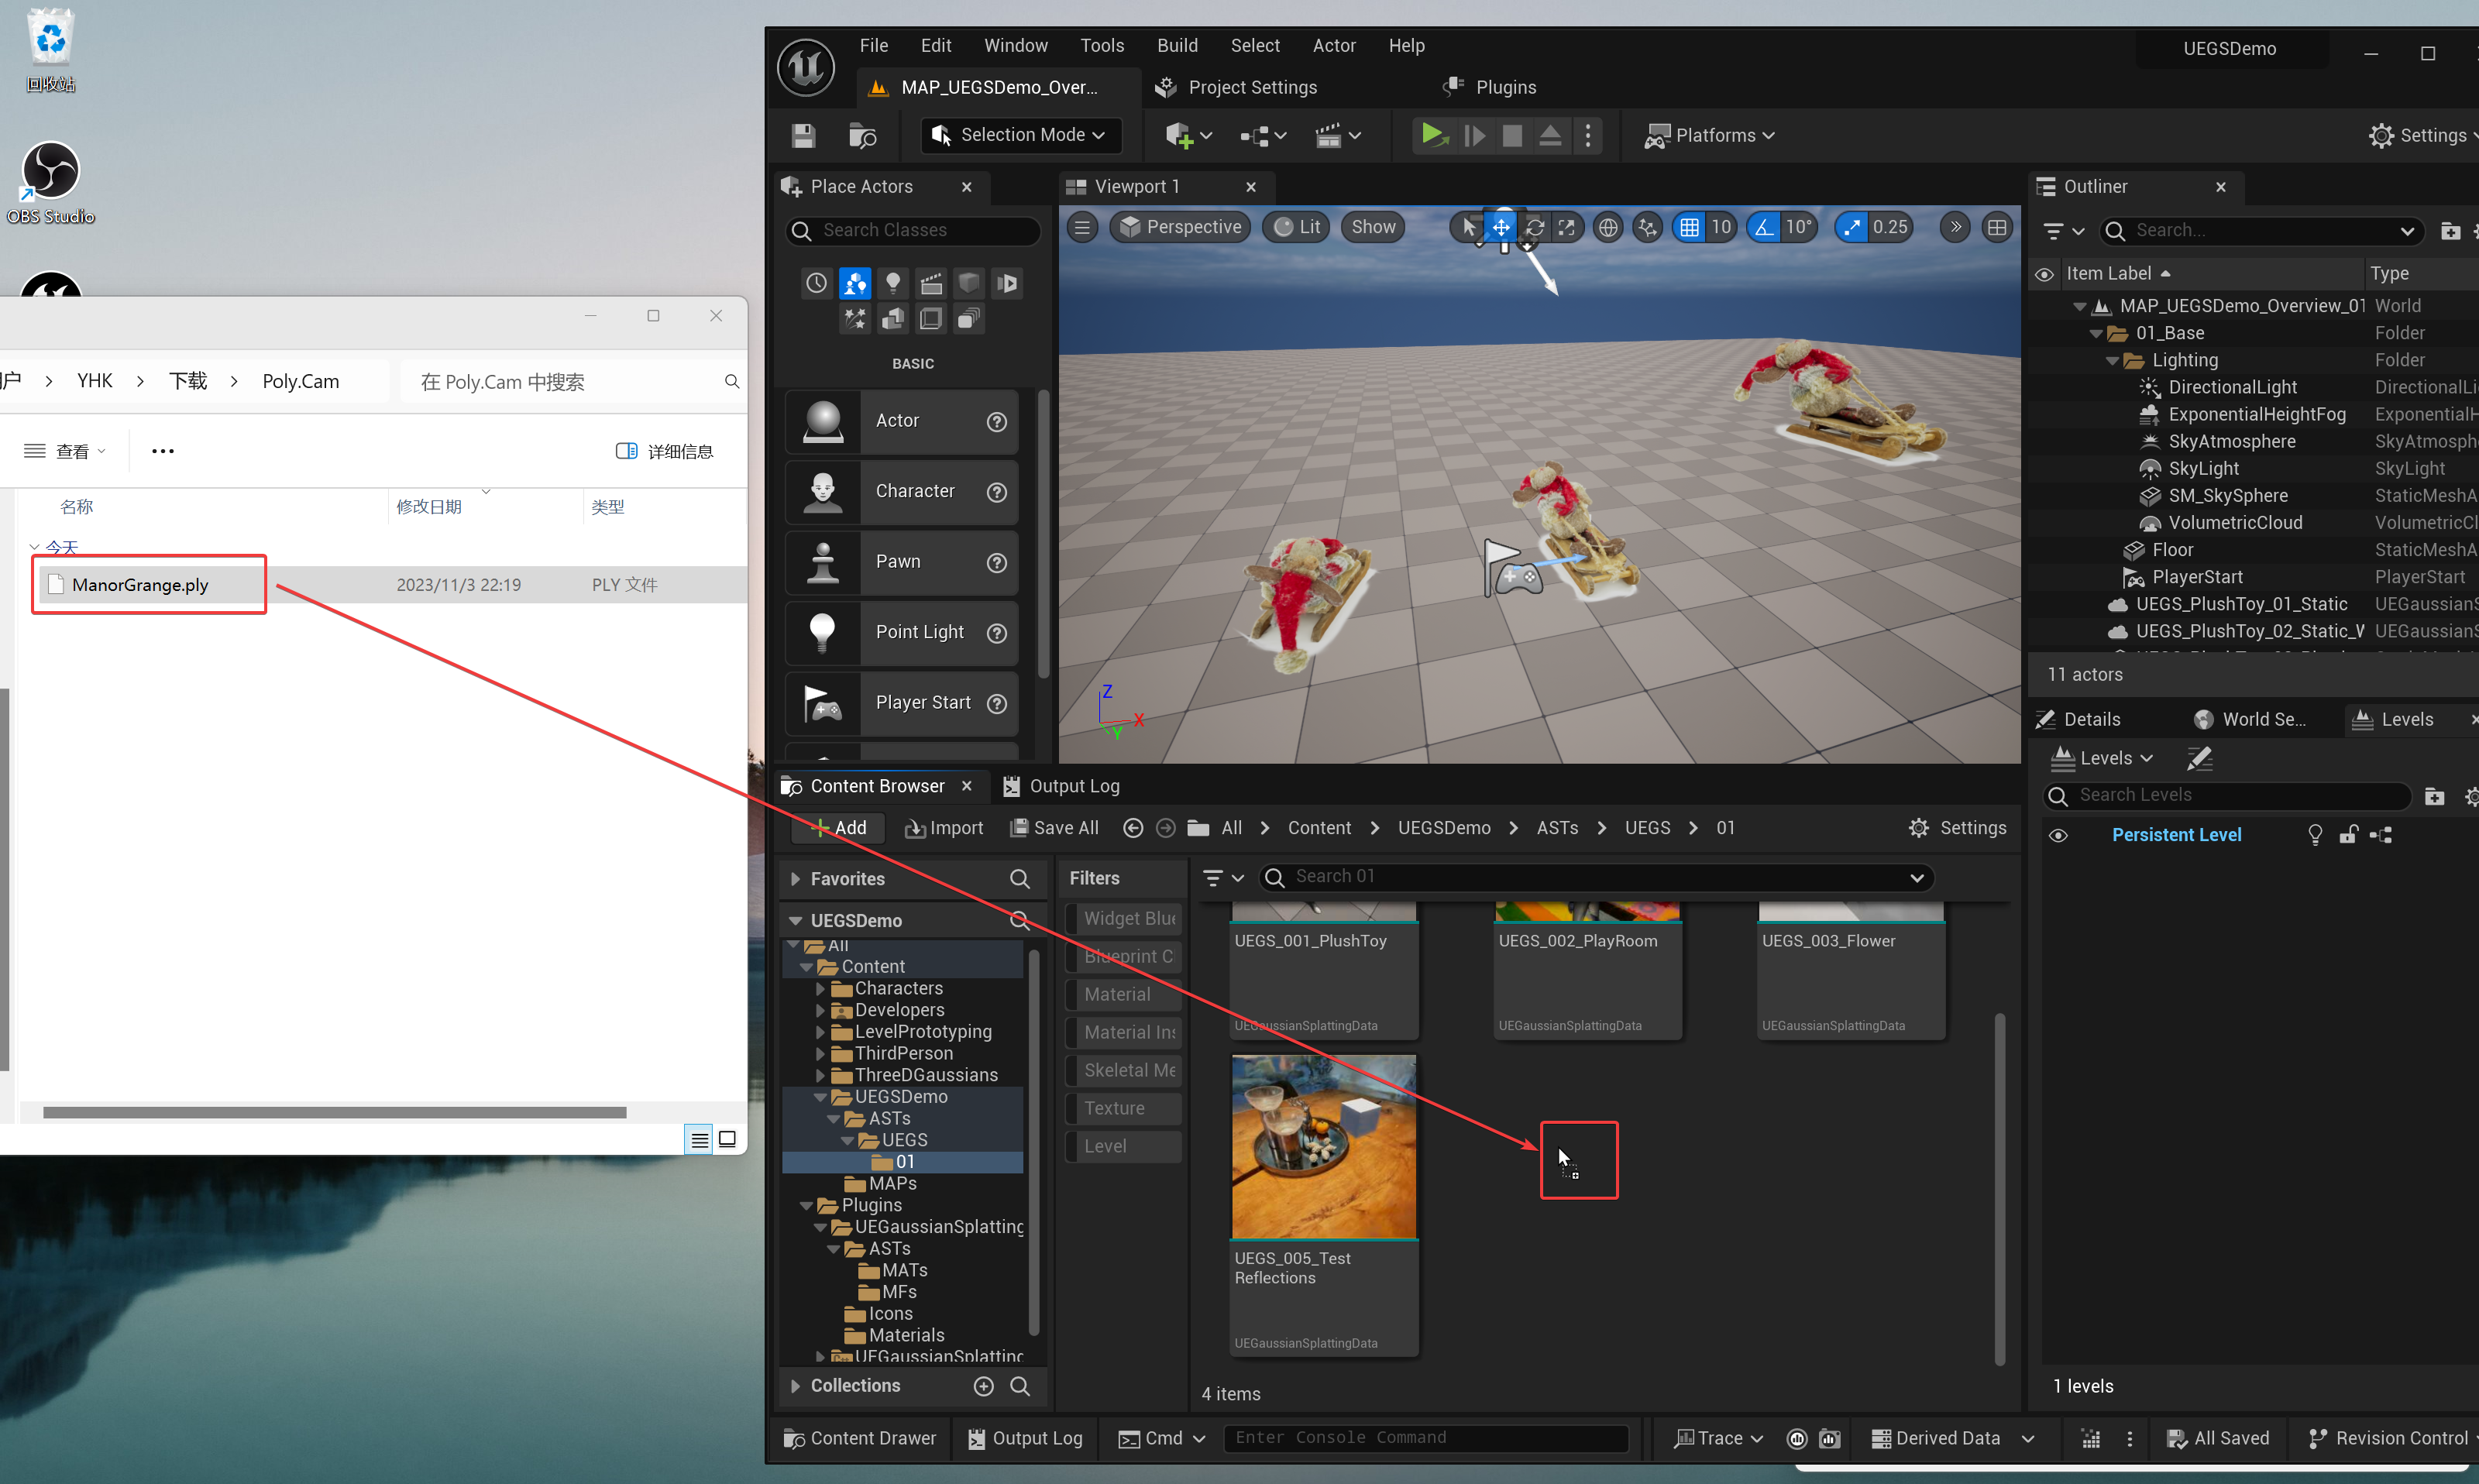 回收站
OBS Studio
YHK > 下载 > Poly.Cam
在 Poly.Cam 中搜索
查看
详细信息
名称 修改日期 类型
今天
ManorGrange.ply 2023/11/3 22:19 PLY 文件
File Edit Window Tools Build Select Actor Help
UEGSDemo
MAP_UEGSDemo_Over...
Project Settings
Plugins
Selection Mode
Platforms
Settings
Place Actors
Search Classes
BASIC
Actor
Character
Pawn
Point Light
Player Start
Viewport 1
Perspective Lit Show 10 10° 0.25
Z
X
Y
Outliner
Search...
Item Label Type
MAP_UEGSDemo_Overview_01 World
01_Base Folder
Lighting Folder
DirectionalLight DirectionalLi
ExponentialHeightFog ExponentialH
SkyAtmosphere SkyAtmosph
SkyLight SkyLight
SM_SkySphere StaticMeshA
VolumetricCloud VolumetricCl
Floor StaticMeshA
PlayerStart PlayerStart
UEGS_PlushToy_01_Static UEGaussianS
UEGS_PlushToy_02_Static_W UEGaussianS
11 actors
Details World Se... Levels
Levels
Search Levels
Persistent Level
1 levels
Content Browser Output Log
Add Import Save All All > Content > UEGSDemo > ASTs > UEGS > 01 Settings
Favorites
UEGSDemo
All
Content
Characters
Developers
LevelPrototyping
ThirdPerson
ThreeDGaussians
UEGSDemo
ASTs
UEGS
01
MAPs
Plugins
UEGaussianSplatting
ASTs
MATs
MFs
Icons
Materials
UEGaussianSplatting
Collections
Filters
Widget Blue
Blueprint C
Material
Material Ins
Skeletal Me
Texture
Level
Search 01
UEGS_001_PlushToy
UEGaussianSplattingData
UEGS_002_PlayRoom
UEGaussianSplattingData
UEGS_003_Flower
UEGaussianSplattingData
UEGS_005_Test
Reflections
UEGaussianSplattingData
4 items
Content Drawer Output Log Cmd Enter Console Command Trace Derived Data All Saved Revision Control